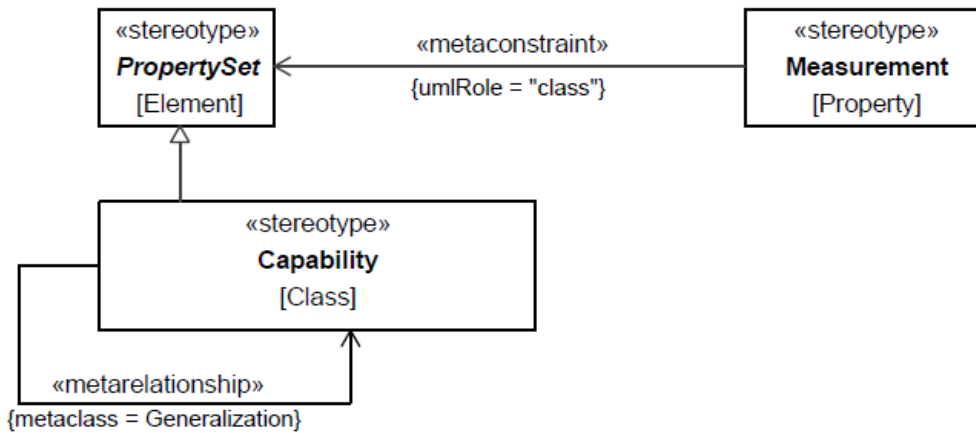 «stereotype»
PropertySet
[Element]
«metaconstraint»
{umlRole = "class"}
«stereotype»
Measurement
[Property]
«stereotype»
Capability
[Class]
«metarelationship»
{metaclass = Generalization}